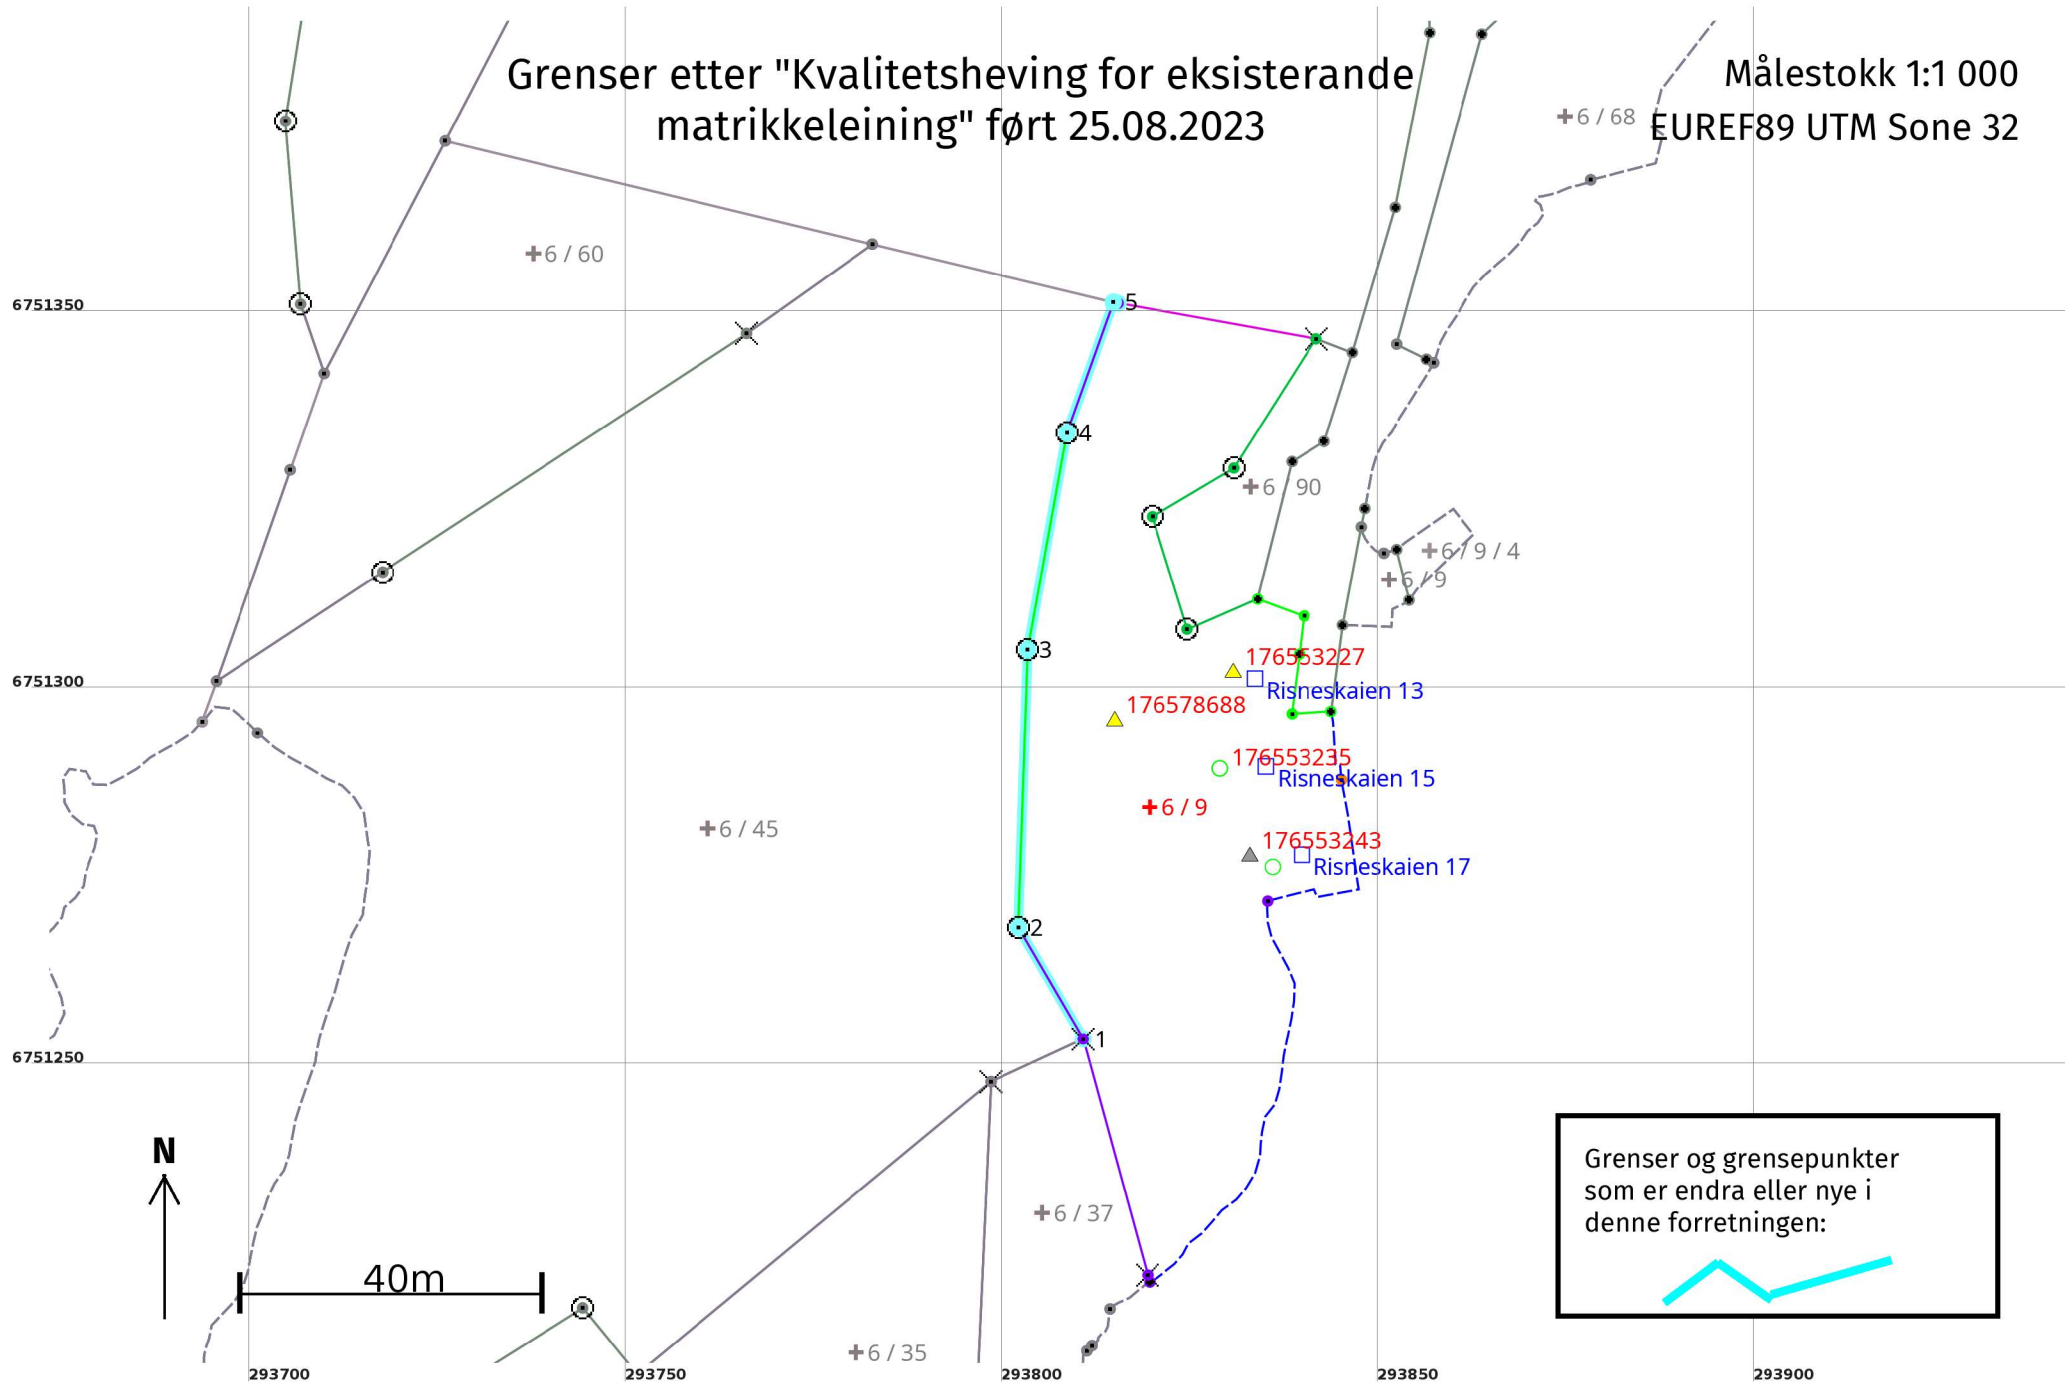 Grenser etter "Kvalitetsheving for eksisterande
matrikkeleining" ført 25.08.2023
Målestokk 1:1 000
EUREF89 UTM Sone 32
6 / 68
6 / 60
6751350
5
4
6 / 90
6 / 9 / 4
6 / 9
3
176553227
6751300
Risneskaien 13
176578688
176553235
Risneskaien 15
6 / 9
6 / 45
176553243
Risneskaien 17
2
1
6751250
N
6 / 37
40m
6 / 35
Grenser og grensepunkter
som er endra eller nye i
denne forretningen:
293700
293750
293800
293850
293900